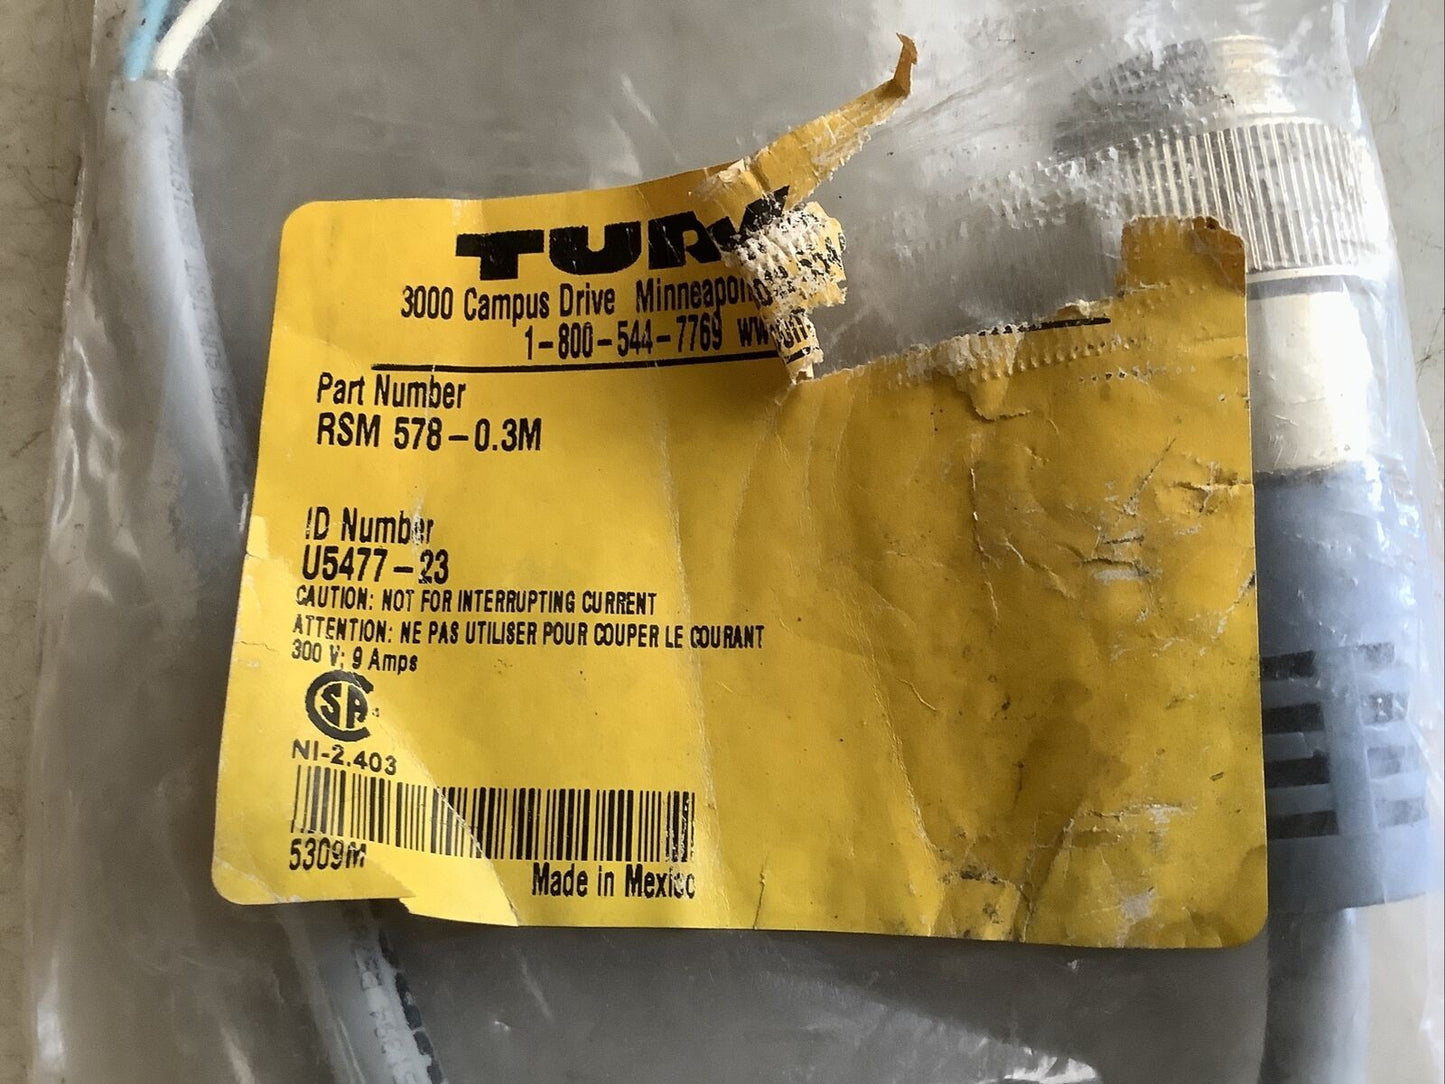 3000 Campus Drive
1-800-544-7769
Part Number
RSM 578-0.3M
ID Number
U5477-23
CAUTION: NOT FOR INTERRUPTING CURRENT
ATTENTION: NE PAS UTILISER POUR COUPER LE COURANT
300 V; 9 Amps
NI-2.403
5309M
Made in Mexico